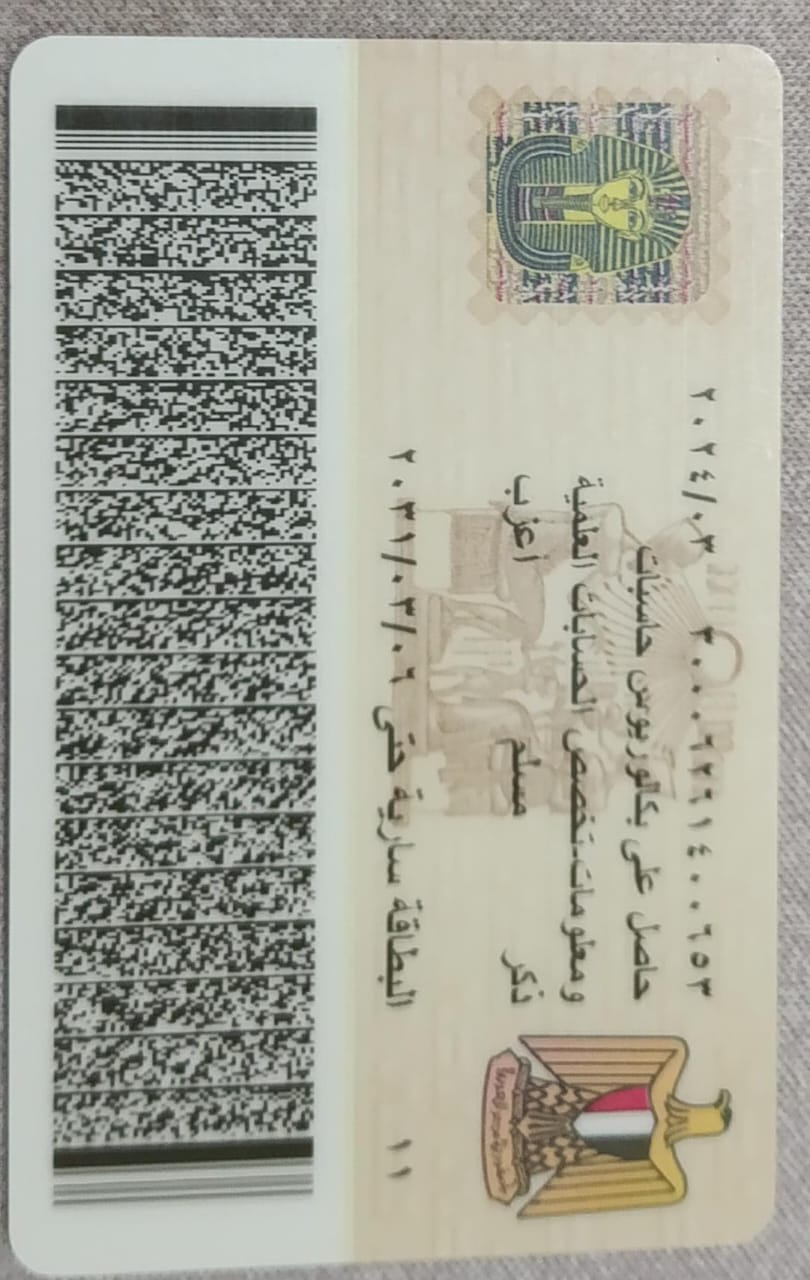 ٣٠٠٠٦٢٦١٤٠٠٦٥٣ ٢٠٢٤/٠٣
حاصل على بكالوريوس حاسبات
ومعلومات-تخصص الحسابات العلمية
ذكر مسلم أعزب
١١ البطاقة سارية حتى ٢٠٣١/٠٣/٠٦
جمهورية مصر العربية